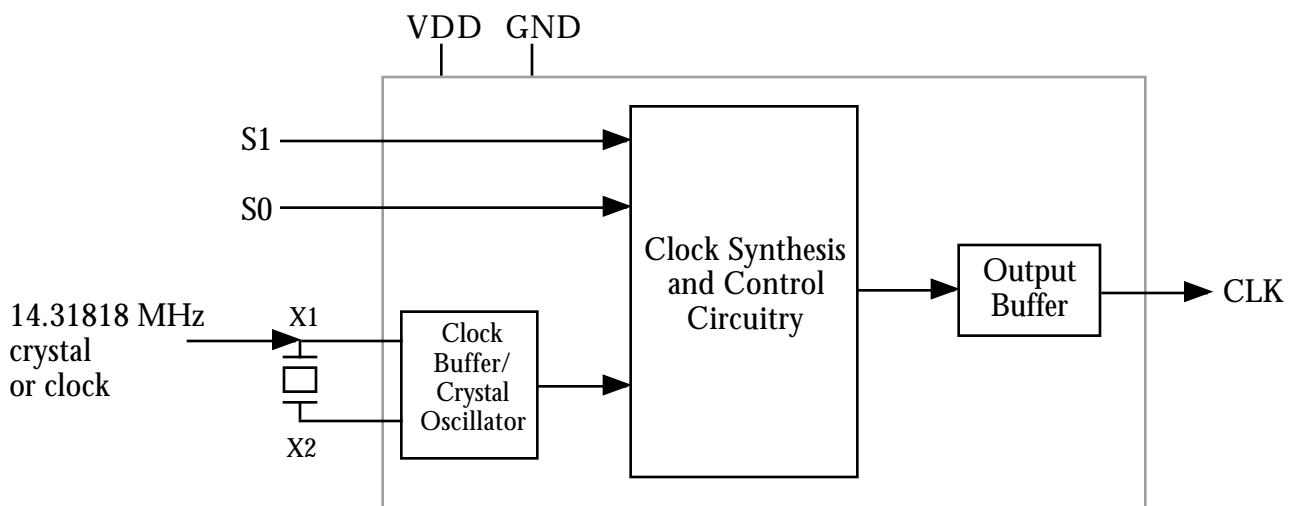 VDD GND
S1
S0
14.31818 MHz
crystal
or clock
X1
X2
Clock
Buffer/
Crystal
Oscillator
Clock Synthesis
and Control
Circuitry
Output
Buffer
CLK